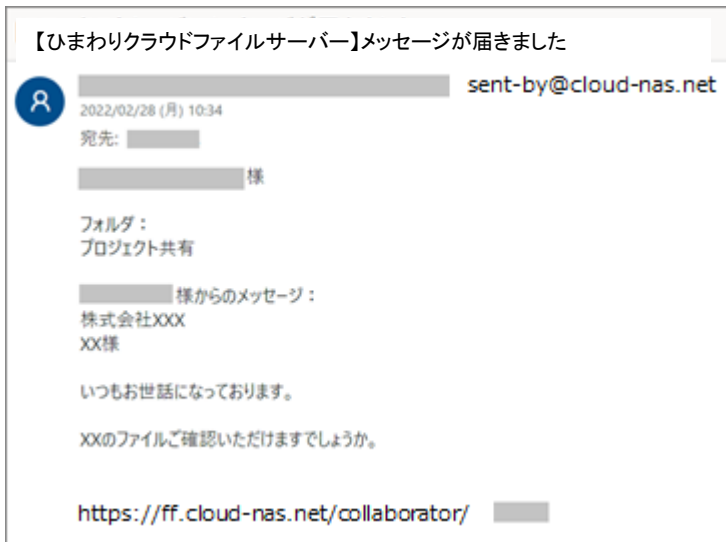 【ひまわりクラウドファイルサーバー】メッセージが届きました
sent-by@cloud-nas.net
2022/02/28 (月) 10:34
宛先:
様
フォルダ：
プロジェクト共有
様からのメッセージ：
株式会社XXX
XX様
いつもお世話になっております。
XXのファイルご確認いただけますでしょうか。
https://ff.cloud-nas.net/collaborator/